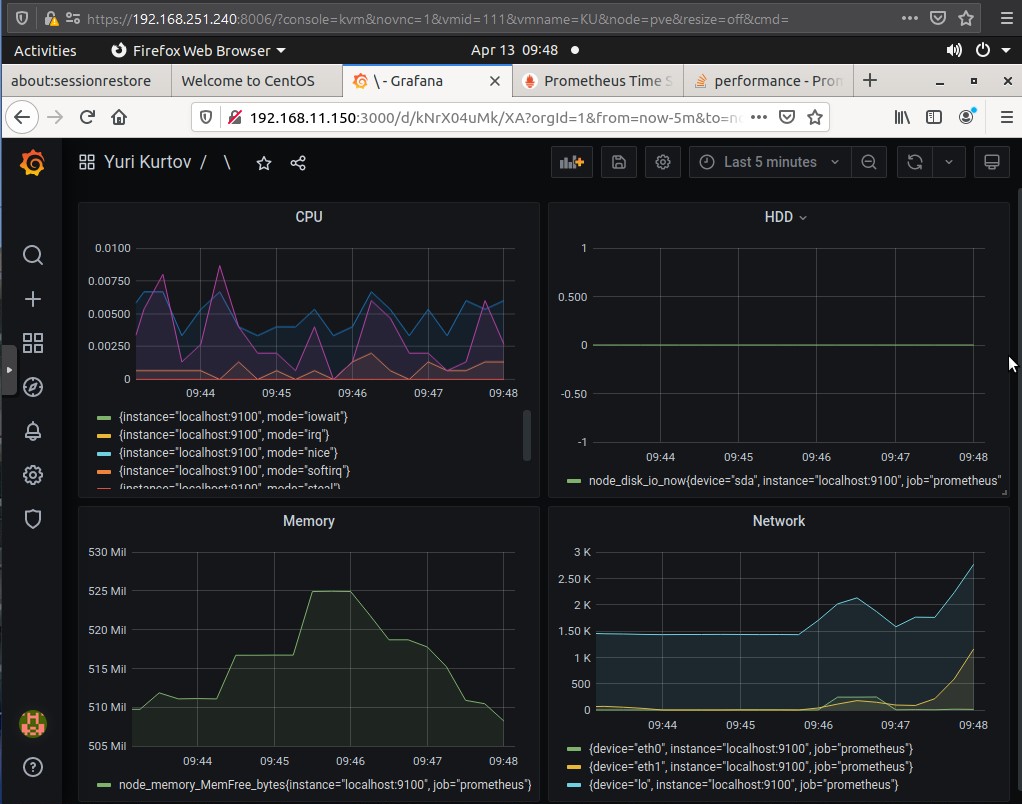 https://192.168.251.240:8006/?console=kvm&novnc=1&vmid=111&vmname=KU&node=pve&resize=off&cmd=
Activities Firefox Web Browser Apr 13 09:48
about:sessionrestore Welcome to CentOS \ - Grafana Prometheus Time S performance - Pron
192.168.11.150:3000/d/kNrX04uMk/XA?orgId=1&from=now-5m&to=n
Yuri Kurtov / \ Last 5 minutes
CPU
0.0100
0.00750
0.00500
0.00250
0
09:44 09:45 09:46 09:47 09:48
{instance="localhost:9100", mode="iowait"}
{instance="localhost:9100", mode="irq"}
{instance="localhost:9100", mode="nice"}
{instance="localhost:9100", mode="softirq"}
{instance="localhost:9100", mode="steal"}
HDD
1
0.500
0
-0.50
-1
09:44 09:45 09:46 09:47 09:48
node_disk_io_now{device="sda", instance="localhost:9100", job="prometheus"
Memory
530 Mil
525 Mil
520 Mil
515 Mil
510 Mil
505 Mil
09:44 09:45 09:46 09:47 09:48
node_memory_MemFree_bytes{instance="localhost:9100", job="prometheus"}
Network
3 K
2.50 K
2 K
1.50 K
1 K
500
0
09:44 09:45 09:46 09:47 09:48
{device="eth0", instance="localhost:9100", job="prometheus"}
{device="eth1", instance="localhost:9100", job="prometheus"}
{device="lo", instance="localhost:9100", job="prometheus"}